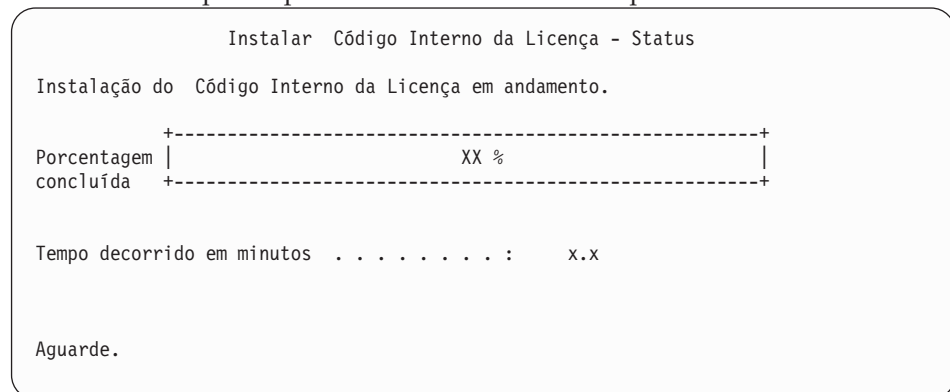 Instalar Código Interno da Licença - Status
Instalação do Código Interno da Licença em andamento.
+-------------------------------------------------------+
Porcentagem | XX % |
concluída +-------------------------------------------------------+
Tempo decorrido em minutos . . . . . . . . : x.x
Aguarde.